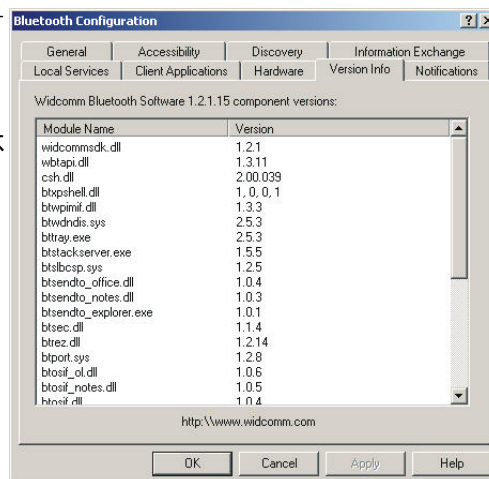 Bluetooth Configuration
General Accessibility Discovery Information Exchange
Local Services Client Applications Hardware Version Info Notifications
Widcomm Bluetooth Software 1.2.1.15 component versions:
Module Name Version
widcommsdk.dll 1.2.1
wbtapi.dll 1.3.11
csh.dll 2.00.039
btxpshell.dll 1, 0, 0, 1
btwpimif.dll 1.3.3
btwdndis.sys 2.5.3
bttray.exe 2.5.3
btstackserver.exe 1.5.5
btslbcsp.sys 1.2.5
btsendto_office.dll 1.0.4
btsendto_notes.dll 1.0.3
btsendto_explorer.exe 1.0.1
btsec.dll 1.1.4
btrez.dll 1.2.14
btport.sys 1.2.8
btosif_ol.dll 1.0.6
btosif_notes.dll 1.0.5
btosif.dll 1.0.4
http:\\www.widcomm.com
OK Cancel Apply Help